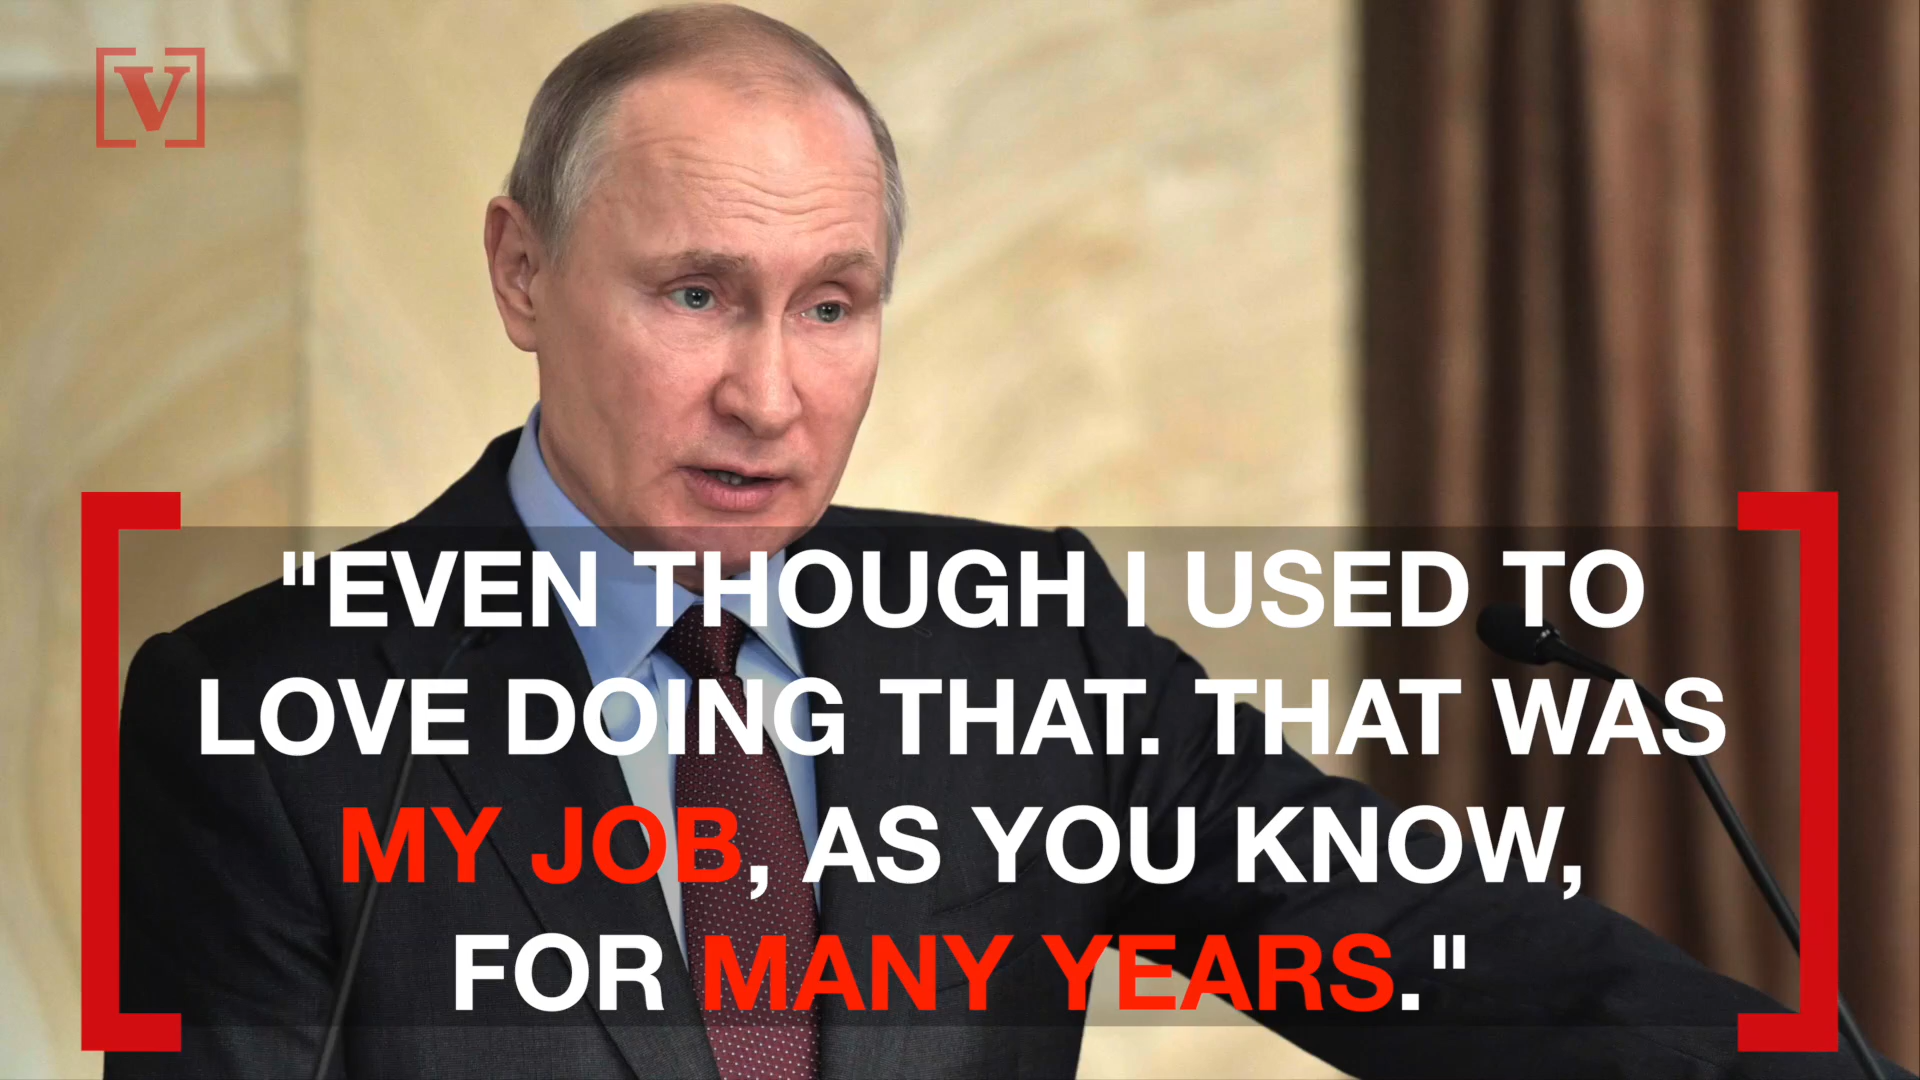 V
"EVEN THOUGH I USED TO
LOVE DOING THAT. THAT WAS
MY JOB, AS YOU KNOW,
FOR MANY YEARS."